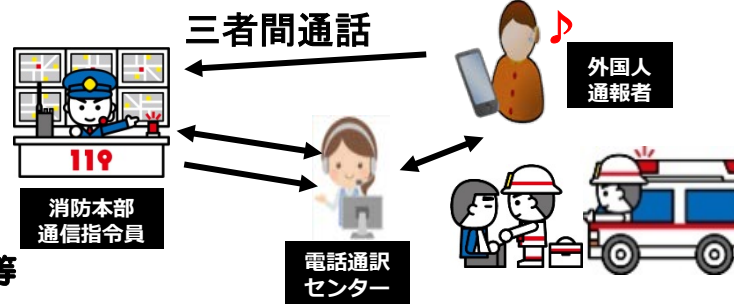 三者間通話
外国人
通報者
119
消防本部
通信指令員
電話通訳
センター
等